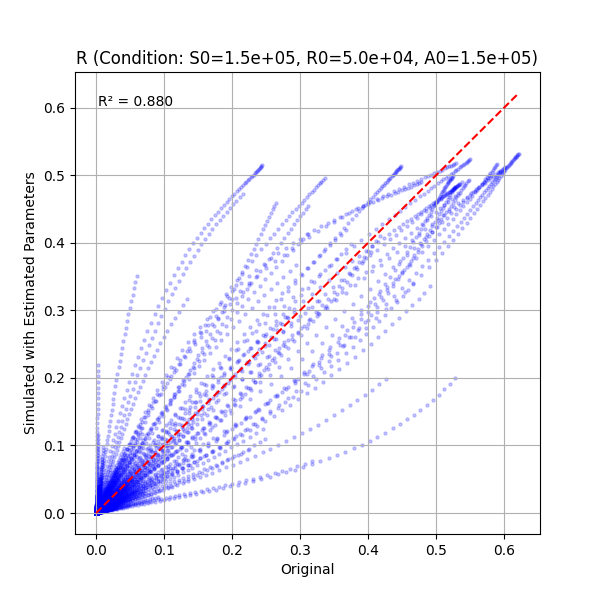 R (Condition: S0=1.5e+05, R0=5.0e+04, A0=1.5e+05)
R² = 0.880
Simulated with Estimated Parameters
0.6
0.5
0.4
0.3
0.2
0.1
0.0
0.0 0.1 0.2 0.3 0.4 0.5 0.6
Original